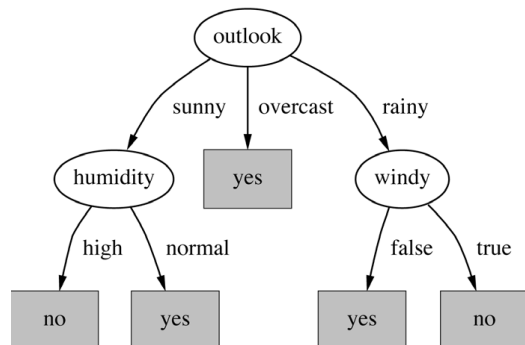 outlook
sunny overcast rainy
humidity yes windy
high normal false true
no yes yes no